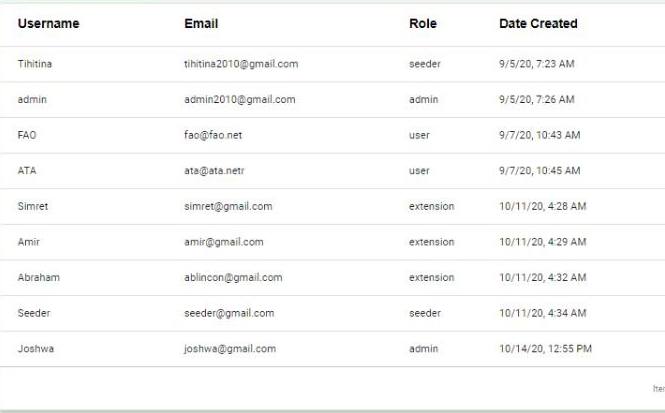 Username Email Role Date Created
Tihitina tihitina2010@gmail.com seeder 9/5/20, 7:23 AM
admin admin2010@gmail.com admin 9/5/20, 7:26 AM
FAO fao@fao.net user 9/7/20, 10:43 AM
ATA ata@ata.netr user 9/7/20, 10:45 AM
Simret simret@gmail.com extension 10/11/20, 4:28 AM
Amir amir@gmail.com extension 10/11/20, 4:29 AM
Abraham ablincon@gmail.com extension 10/11/20, 4:32 AM
Seeder seeder@gmail.com seeder 10/11/20, 4:34 AM
Joshwa joshwa@gmail.com admin 10/14/20, 12:55 PM